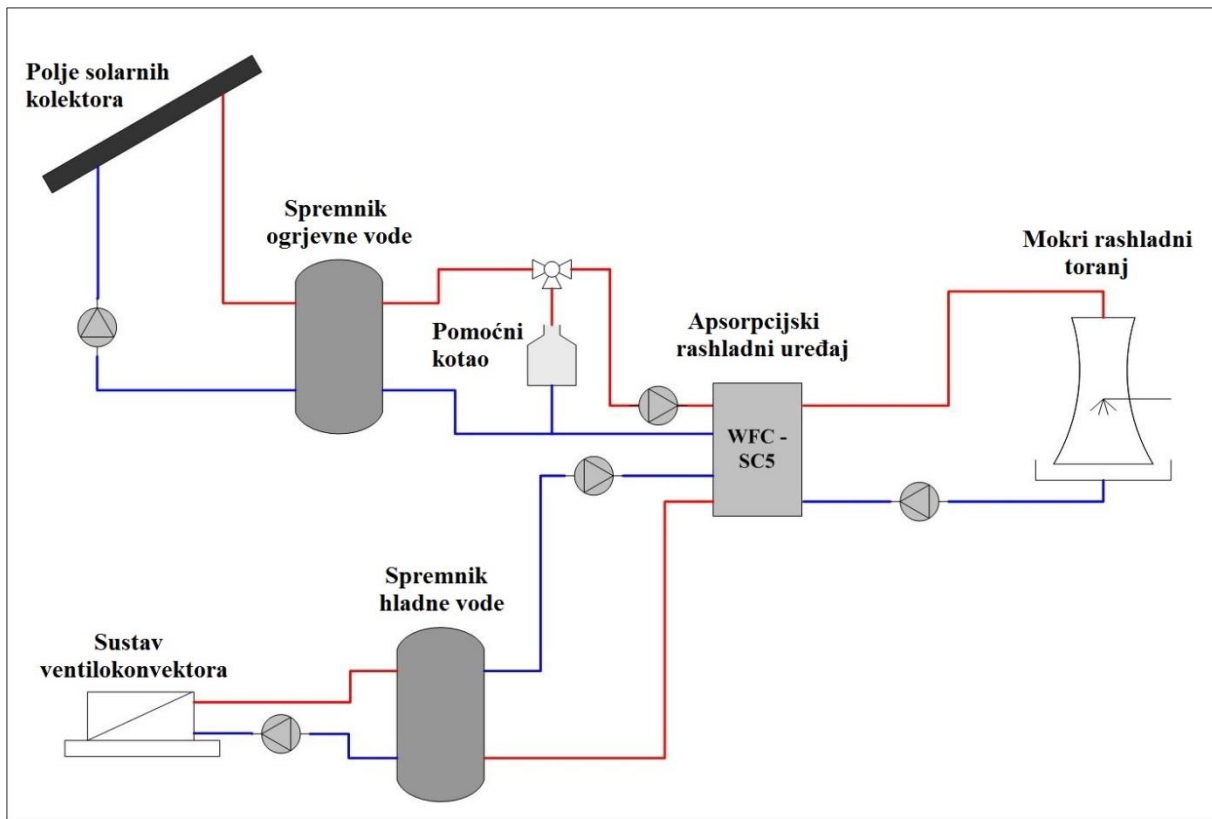 Polje solarnih
kolektora
Spremnik
ogrjevne vode
Pomoćni
kotao
Apsorpcijski
rashladni uređaj
Mokri rashladni
toranj
WFC -
SC5
Spremnik
hladne vode
Sustav
ventilokonvektora